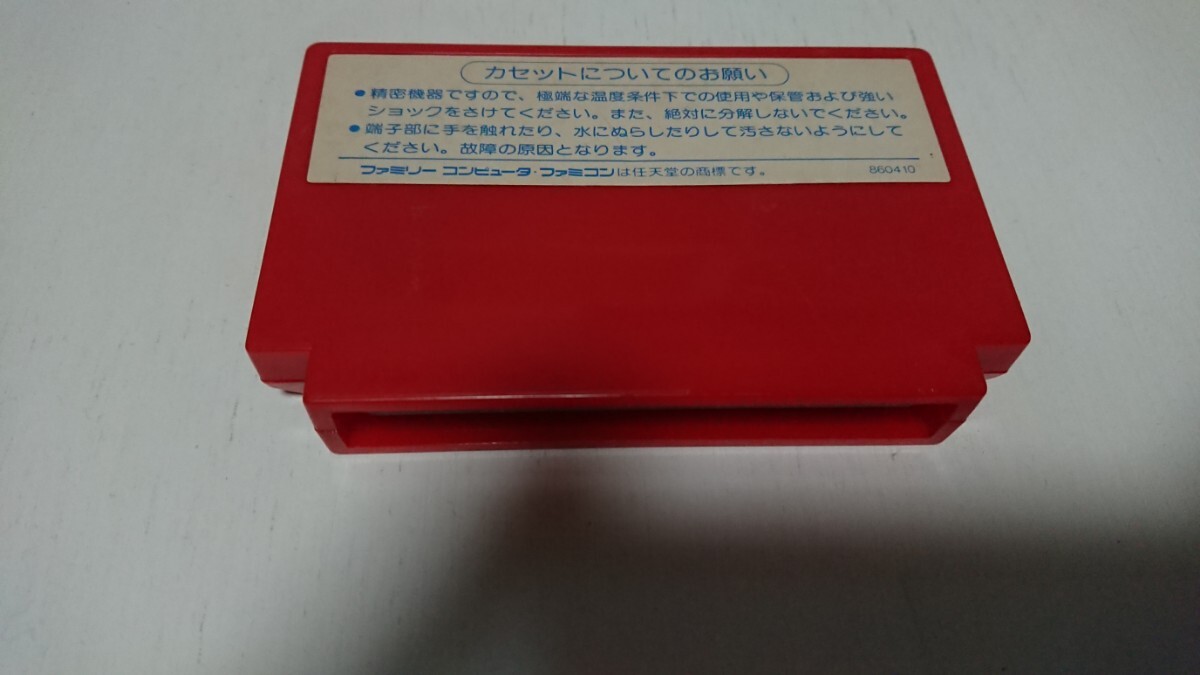 カセットについてのお願い
●精密機器ですので、極端な温度条件下での使用や保管および強い
ショックをさけてください。また、絶対に分解しないでください。
●端子部に手を触れたり、水にぬらしたりして汚さないようにして
ください。故障の原因となります。
ファミリー コンピュータ・ファミコンは任天堂の商標です。 860410